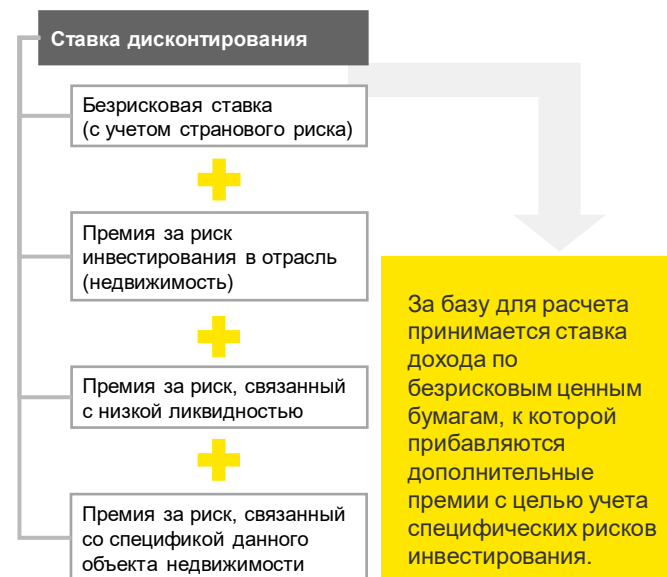 Ставка дисконтирования
Безрисковая ставка
(с учетом странового риска)
Премия за риск
инвестирования в отрасль
(недвижимость)
Премия за риск, связанный
с низкой ликвидностью
Премия за риск, связанный
со спецификой данного
объекта недвижимости
За базу для расчета
принимается ставка
дохода по
безрисковым ценным
бумагам, к которой
прибавляются
дополнительные
премии с целью учета
специфических рисков
инвестирования.